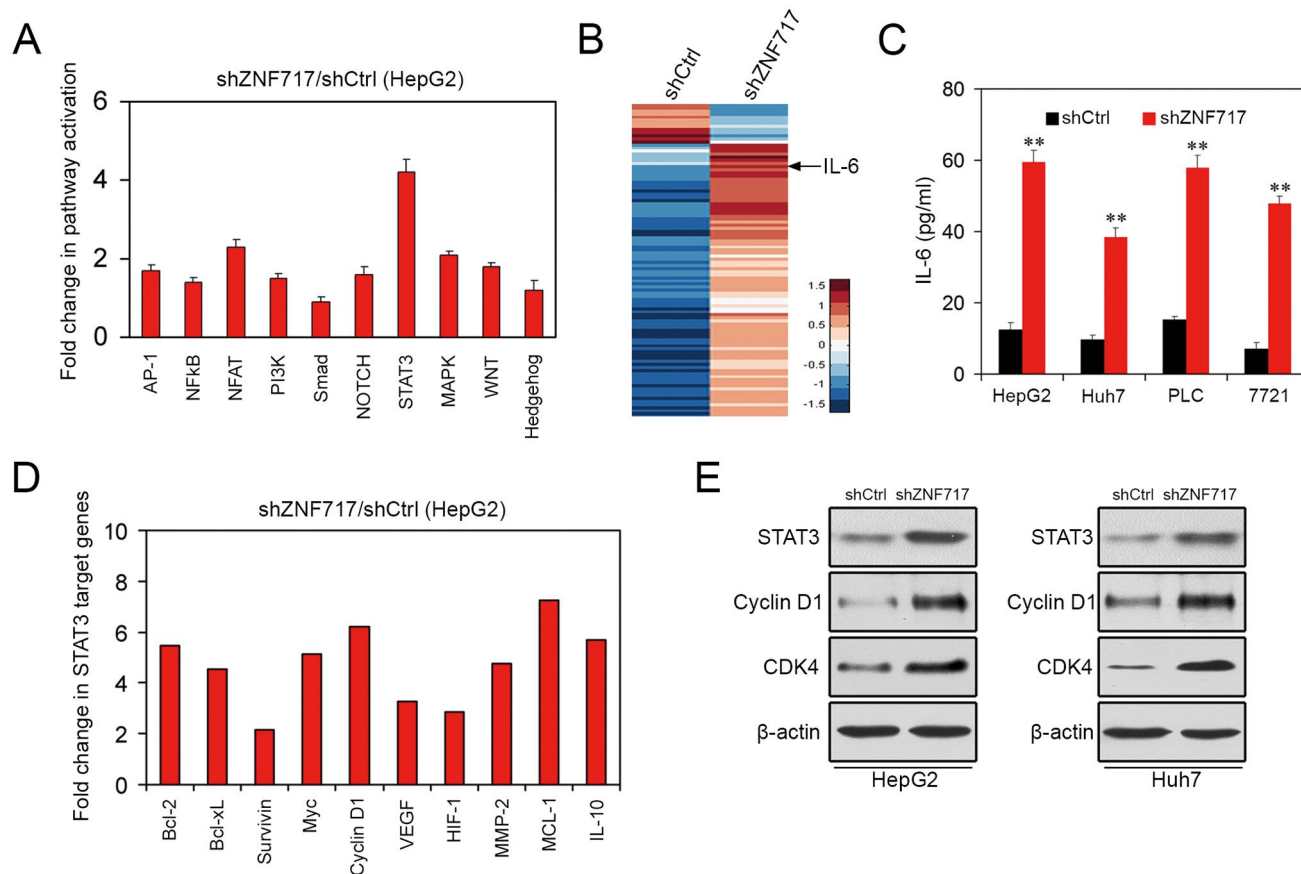 A
shZNF717/shCtrl (HepG2)
Fold change in pathway activation
6
4
2
0
AP-1
NFkB
NFAT
PI3K
Smad
NOTCH
STAT3
MAPK
WNT
Hedgehog
B
shCtrl
shZNF717
IL-6
1.5
1
0.5
0
-0.5
-1
-1.5
C
shCtrl shZNF717
IL-6 (pg/ml)
80
60
40
20
0
**
**
**
**
HepG2 Huh7 PLC 7721
D
shZNF717/shCtrl (HepG2)
Fold change in STAT3 target genes
10
8
6
4
2
0
Bcl-2
Bcl-xL
Survivin
Myc
Cyclin D1
VEGF
HIF-1
MMP-2
MCL-1
IL-10
E
shCtrl shZNF717
STAT3
Cyclin D1
CDK4
β-actin
HepG2
shCtrl shZNF717
STAT3
Cyclin D1
CDK4
β-actin
Huh7